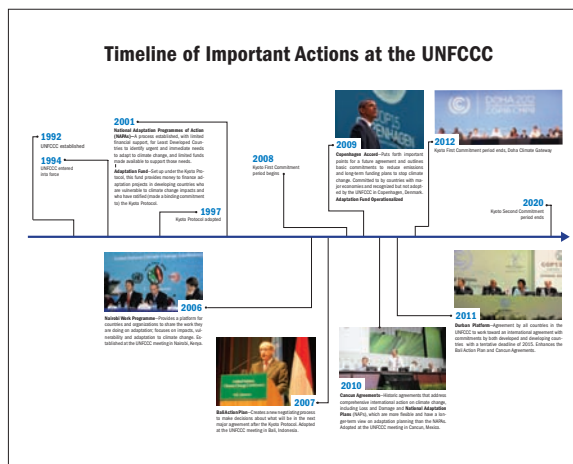 Timeline of Important Actions at the UNFCCC
1992
UNFCCC established
1994
UNFCCC entered
into force
2001
National Adaptation Programmes of Action
(NAPAs)—A process established, with limited
financial support, for Least Developed Coun-
tries to identify urgent and immediate needs
to adapt to climate change, and limited funds
made available to support those needs.
Adaptation Fund–Set up under the Kyoto Pro-
tocol, this fund provides money to finance ad-
aptation projects in developing countries who
are vulnerable to climate change impacts and
who have ratified (made a binding commit-
ment to) the Kyoto Protocol.
1997
Kyoto Protocol adopted
2008
Kyoto First Commitment
period begins
COP15
COPENHAGEN
2009
Copenhagen Accord—Puts forth important
points for a future agreement and outlines
basic commitments to reduce emissions
and long-term funding plans to stop climate
change. Committed to by countries with ma-
jor economies and recognized but not adopt-
ed by the UNFCCC in Copenhagen, Denmark.
Adaptation Fund Operationalized
DOHA 2012
2012
Kyoto First Commitment period ends, Doha Climate Gateway
2020
Kyoto Second Commitment
period ends
2006
Nairobi Work Programme—Provides a platform for
countries and organizations to share the work they
are doing on adaptation; focuses on impacts, vul-
nerability and adaptation to climate change. Es-
tablished at the UNFCCC meeting in Nairobi, Kenya.
2007
Bali Action Plan—Creates a new negotiating process
to make decisions about what will be in the next
major agreement after the Kyoto Protocol. Adopted
at the UNFCCC meeting in Bali, Indonesia.
2010
Cancun Agreements—Historic agreements that address
comprehensive international action on climate change,
including Loss and Damage and National Adaptation
Plans (NAPs), which are more flexible and have a long-
er-term view on adaptation planning than the NAPAs.
Adopted at the UNFCCC meeting in Cancun, Mexico.
2011
Durban Platform—Agreement by all countries in the
UNFCCC to work toward an international agreement with
commitments by both developed and developing coun-
tries with a tentative deadline of 2015. Enhances the
Bali Action Plan and Cancun Agreements.